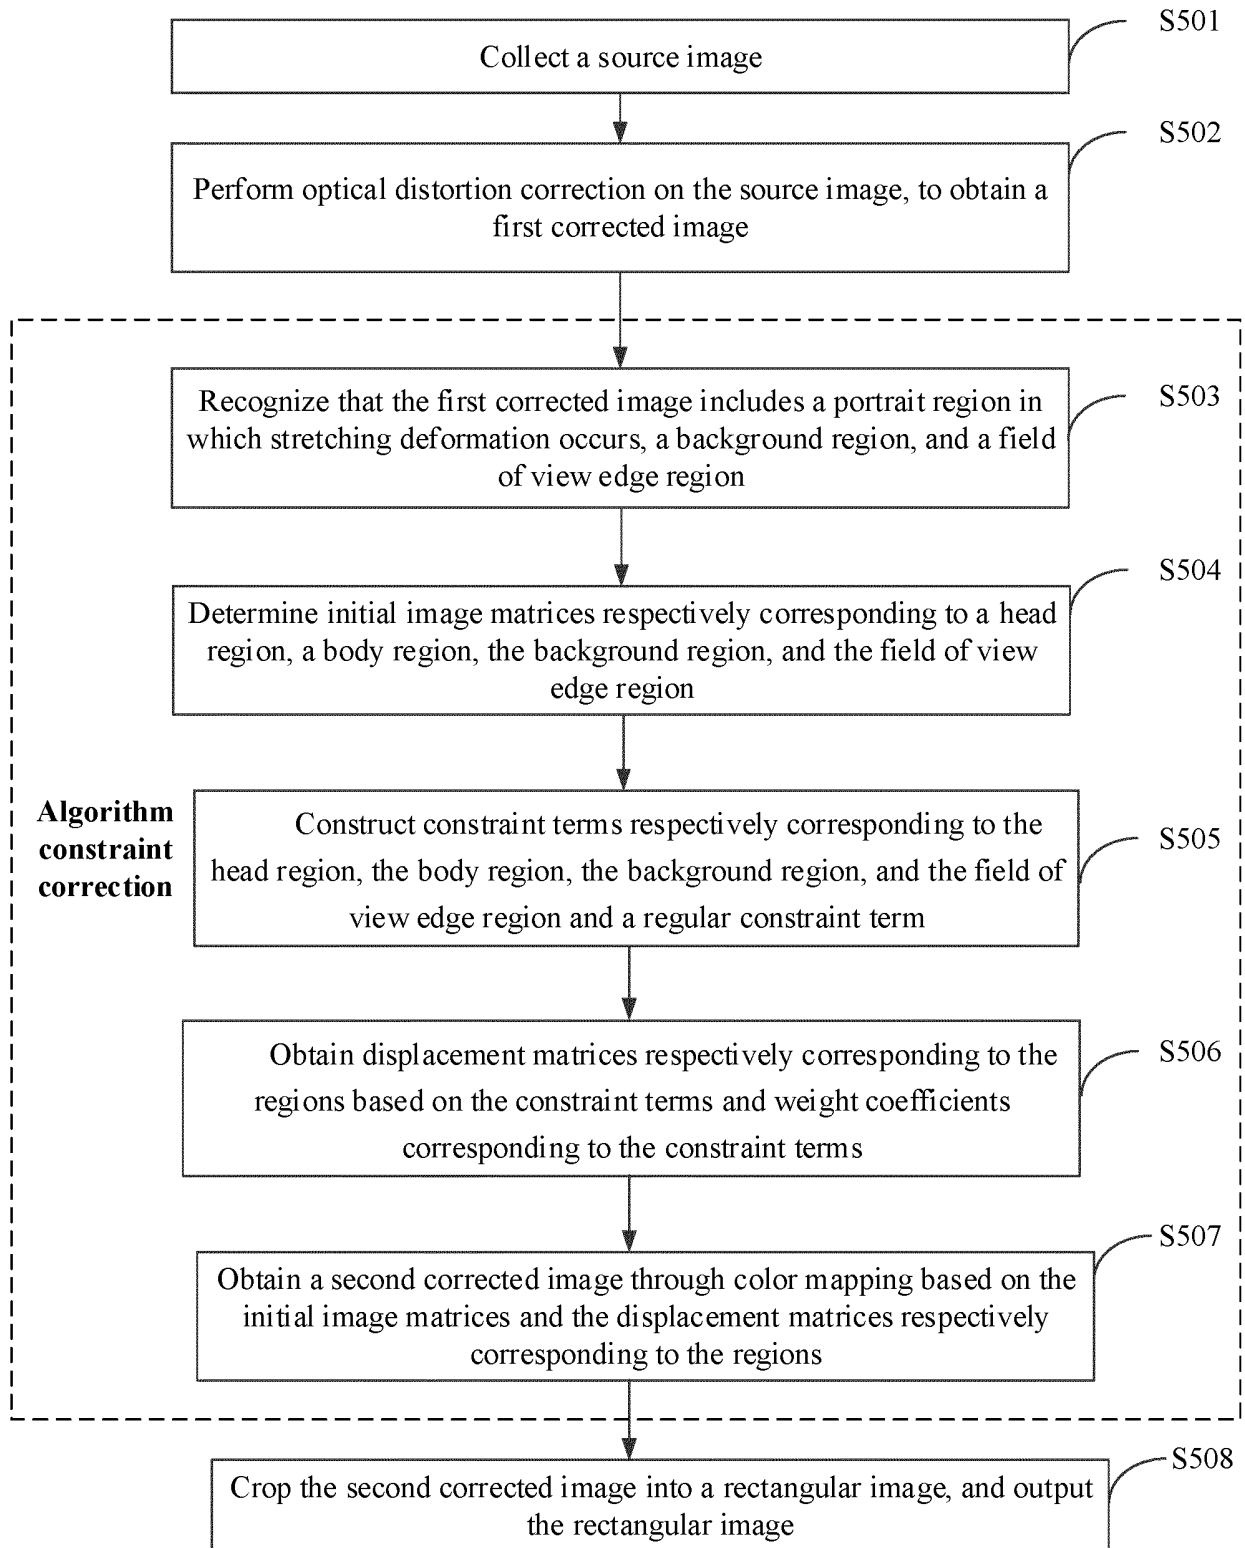 S501
Collect a source image
S502
Perform optical distortion correction on the source image, to obtain a
first corrected image
S503
Recognize that the first corrected image includes a portrait region in
which stretching deformation occurs, a background region, and a field
of view edge region
S504
Determine initial image matrices respectively corresponding to a head
region, a body region, the background region, and the field of view
edge region
Algorithm
constraint
correction
S505
Construct constraint terms respectively corresponding to the
head region, the body region, the background region, and the field of
view edge region and a regular constraint term
S506
Obtain displacement matrices respectively corresponding to the
regions based on the constraint terms and weight coefficients
corresponding to the constraint terms
S507
Obtain a second corrected image through color mapping based on the
initial image matrices and the displacement matrices respectively
corresponding to the regions
S508
Crop the second corrected image into a rectangular image, and output
the rectangular image